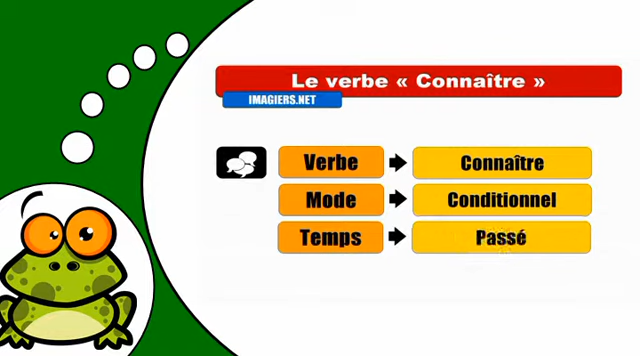 Le verbe « Connaître »
IMAGIERS.NET
Verbe Connaître
Mode Conditionnel
Temps Passé